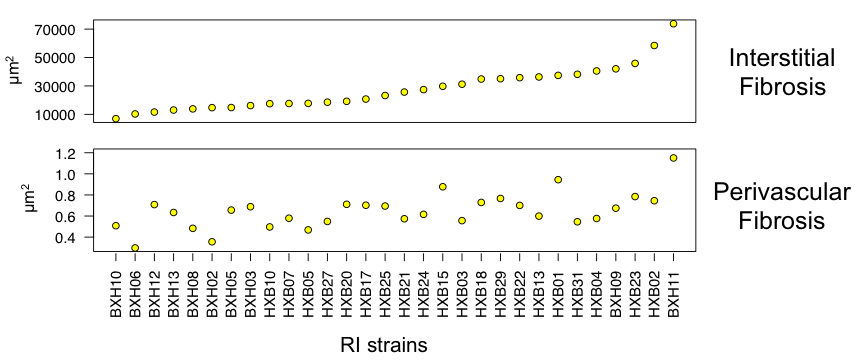 70000
50000
30000
10000
μm²
Interstitial
Fibrosis
1.2
1.0
0.8
0.6
0.4
μm²
Perivascular
Fibrosis
BXH10 BXH06 BXH12 BXH13 BXH08 BXH02 BXH05 BXH03 HXB10 HXB07 HXB05 HXB27 HXB20 HXB17 HXB25 HXB21 HXB24 HXB15 HXB03 HXB18 HXB29 HXB22 HXB13 HXB01 HXB31 HXB04 BXH09 HXB23 HXB02 BXH11
RI strains